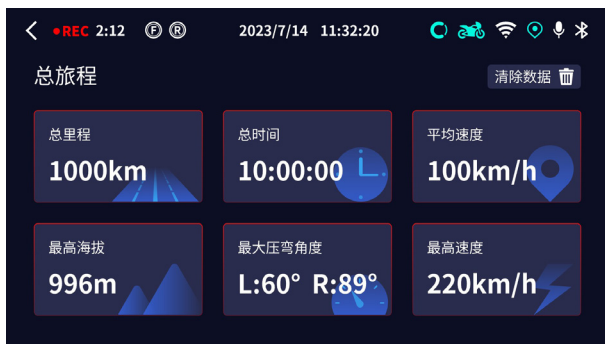 REC 2:12 F R 2023/7/14 11:32:20
总旅程 清除数据
总里程 总时间 平均速度
1000km 10:00:00 100km/h
最高海拔 最大压弯角度 最高速度
996m L:60° R:89° 220km/h